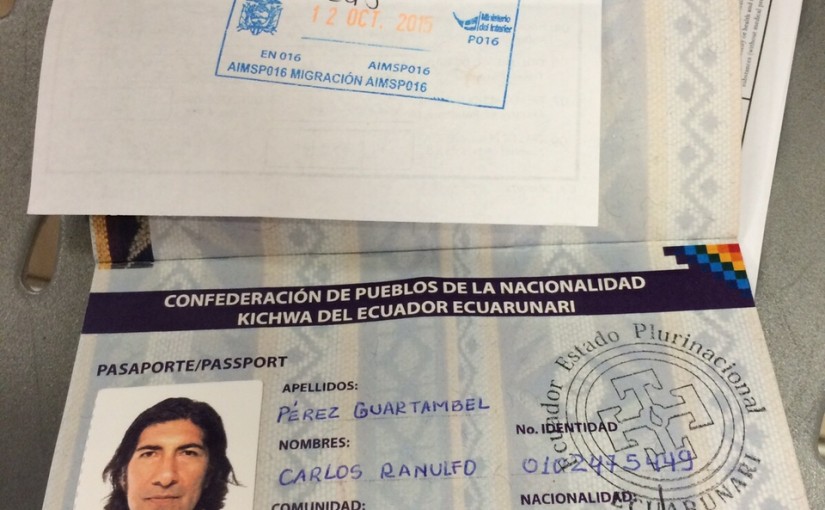 12 OCT. 2015
Ministerio
del Interior
P016
EN 016
AIMSP016
AIMSP016 MIGRACIÓN AIMSP016
CONFEDERACIÓN DE PUEBLOS DE LA NACIONALIDAD
KICHWA DEL ECUADOR ECUARUNARI
PASAPORTE/PASSPORT
APELLIDOS:
PÉREZ GUARTAMBEL
NOMBRES:
CARLOS RANULFO
COMUNIDAD:
No. IDENTIDAD
0102475449
NACIONALIDAD:
Ecuador Estado Plurinacional
ECUARUNARI